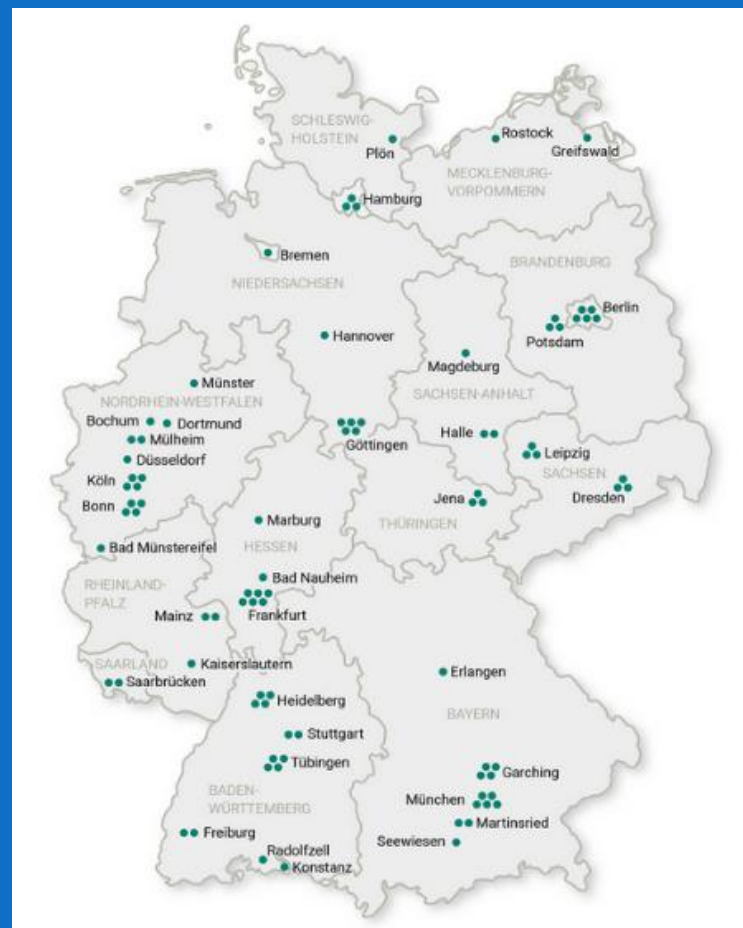 SCHLESWIG-
HOLSTEIN
Plön
Rostock
Greifswald
MECKLENBURG-
VORPOMMERN
Hamburg
Bremen
NIEDERSACHSEN
BRANDENBURG
Berlin
Potsdam
Hannover
Magdeburg
SACHSEN-ANHALT
Münster
NORDRHEIN-WESTFALEN
Bochum
Dortmund
Mülheim
Düsseldorf
Köln
Bonn
Bad Münstereifel
Göttingen
Halle
Leipzig
SACHSEN
Dresden
Jena
THÜRINGEN
Marburg
HESSEN
Bad Nauheim
Frankfurt
RHEINLAND-
PFALZ
Mainz
SAARLAND
Kaiserslautern
Saarbrücken
Erlangen
BAYERN
Heidelberg
Stuttgart
Tübingen
BADEN-
WÜRTTEMBERG
Freiburg
Radolfzell
Konstanz
Garching
München
Martinsried
Seewiesen